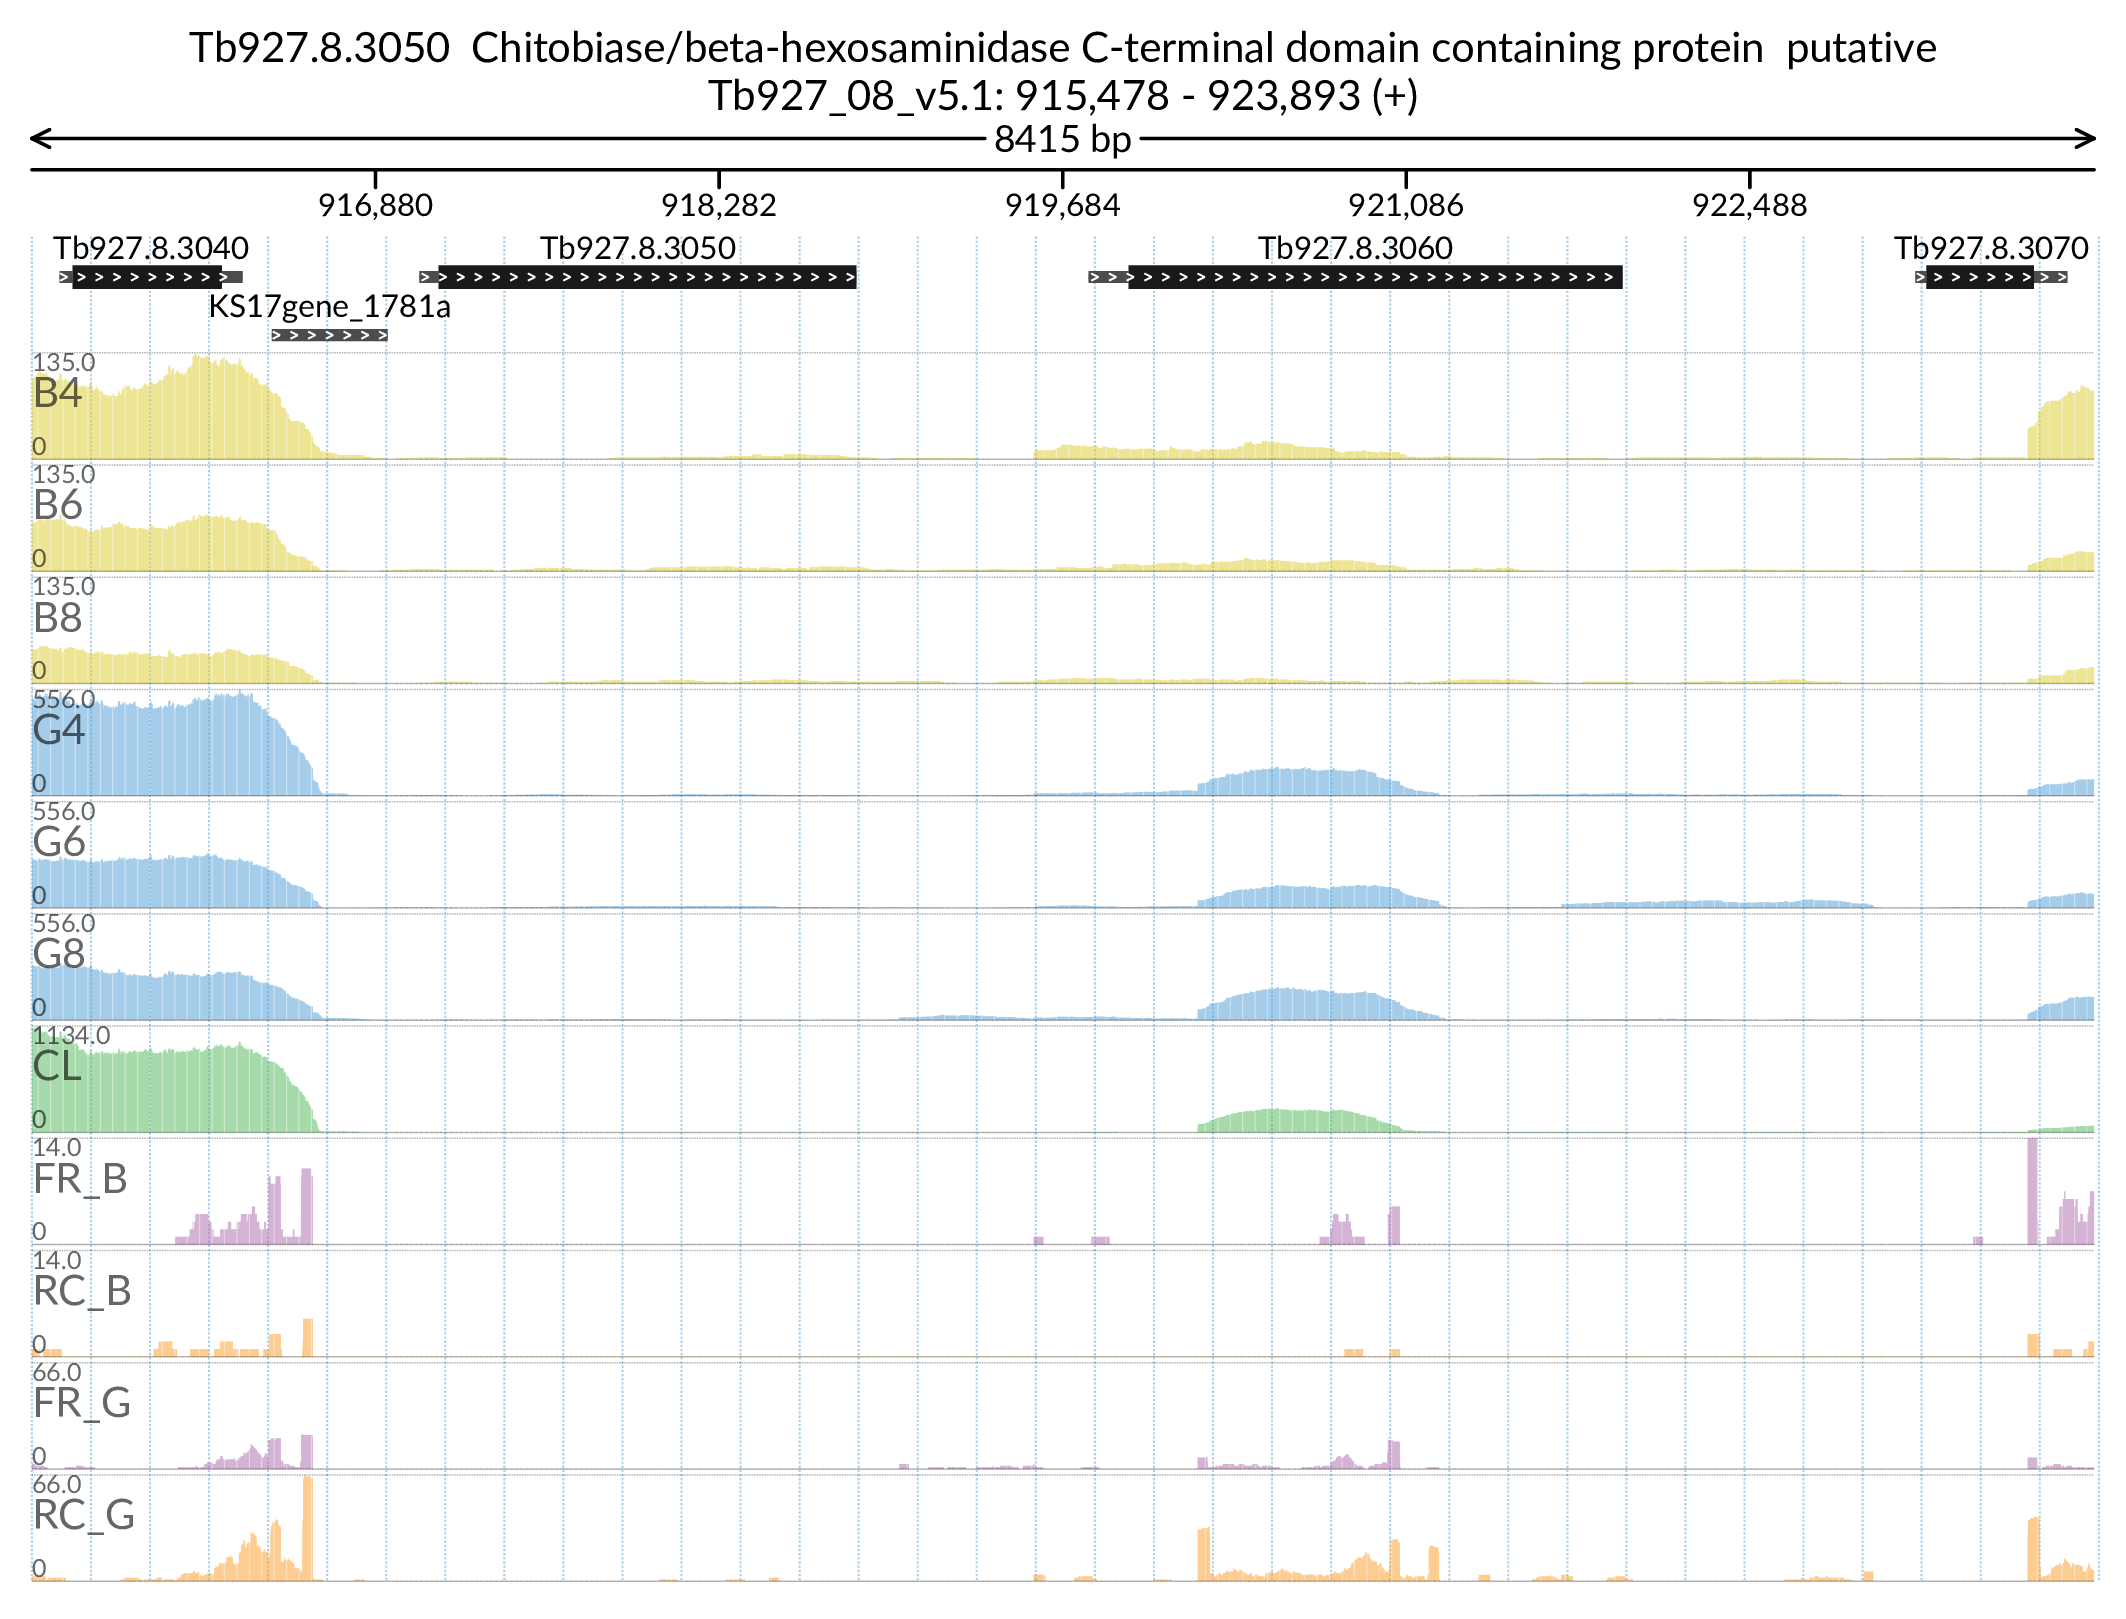 Tb927.8.3050  Chitobiase/beta-hexosaminidase C-terminal domain containing protein  putative
Tb927_08_v5.1: 915,478 - 923,893 (+)
8415 bp
916,880 918,282 919,684 921,086 922,488
Tb927.8.3040 Tb927.8.3050 Tb927.8.3060 Tb927.8.3070
KS17gene_1781a
135.0
B4
0
135.0
B6
0
135.0
B8
0
556.0
G4
0
556.0
G6
0
556.0
G8
0
1134.0
CL
0
14.0
FR_B
0
14.0
RC_B
0
66.0
FR_G
0
66.0
RC_G
0